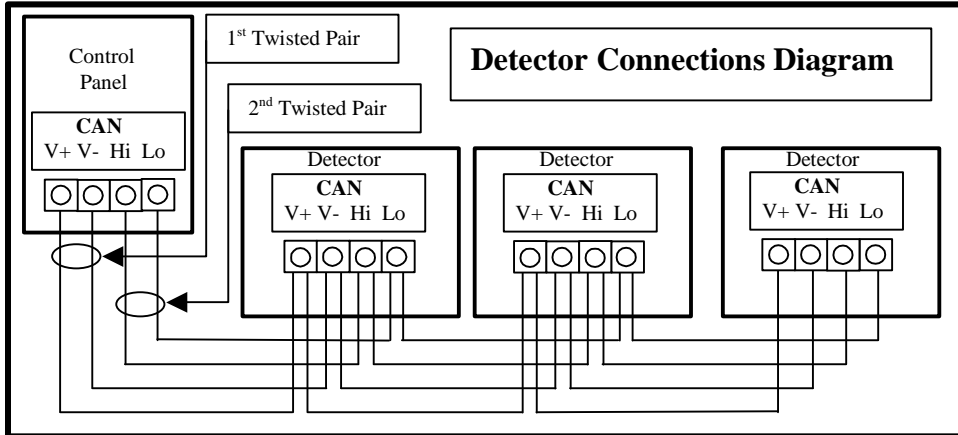 1st Twisted Pair
Detector Connections Diagram
Control
Panel
2nd Twisted Pair
CAN
V+ V- Hi Lo
Detector
CAN
V+ V- Hi Lo
Detector
CAN
V+ V- Hi Lo
Detector
CAN
V+ V- Hi Lo